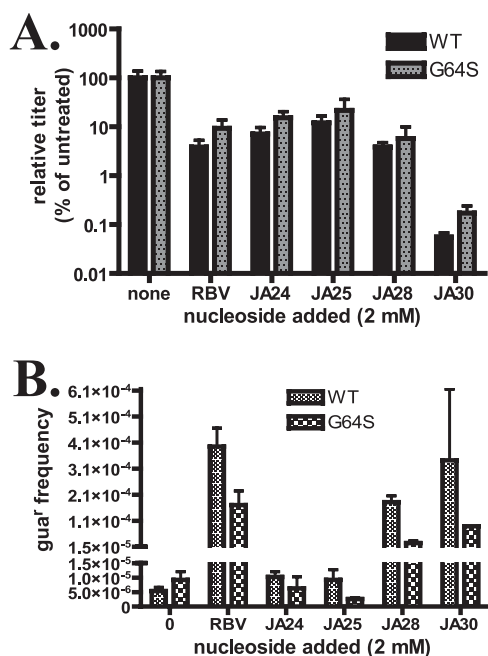 A.
WT
G64S
relative titer
(% of untreated)
1000
100
10
1
0.1
0.01
none RBV JA24 JA25 JA28 JA30
nucleoside added (2 mM)
B.
WT
G64S
guaʳ frequency
6.1×10⁻⁴
5.1×10⁻⁴
4.1×10⁻⁴
3.1×10⁻⁴
2.1×10⁻⁴
1.1×10⁻⁴
1.5×10⁻⁵
1.5×10⁻⁵
1.0×10⁻⁵
5.0×10⁻⁶
0
0 RBV JA24 JA25 JA28 JA30
nucleoside added (2 mM)